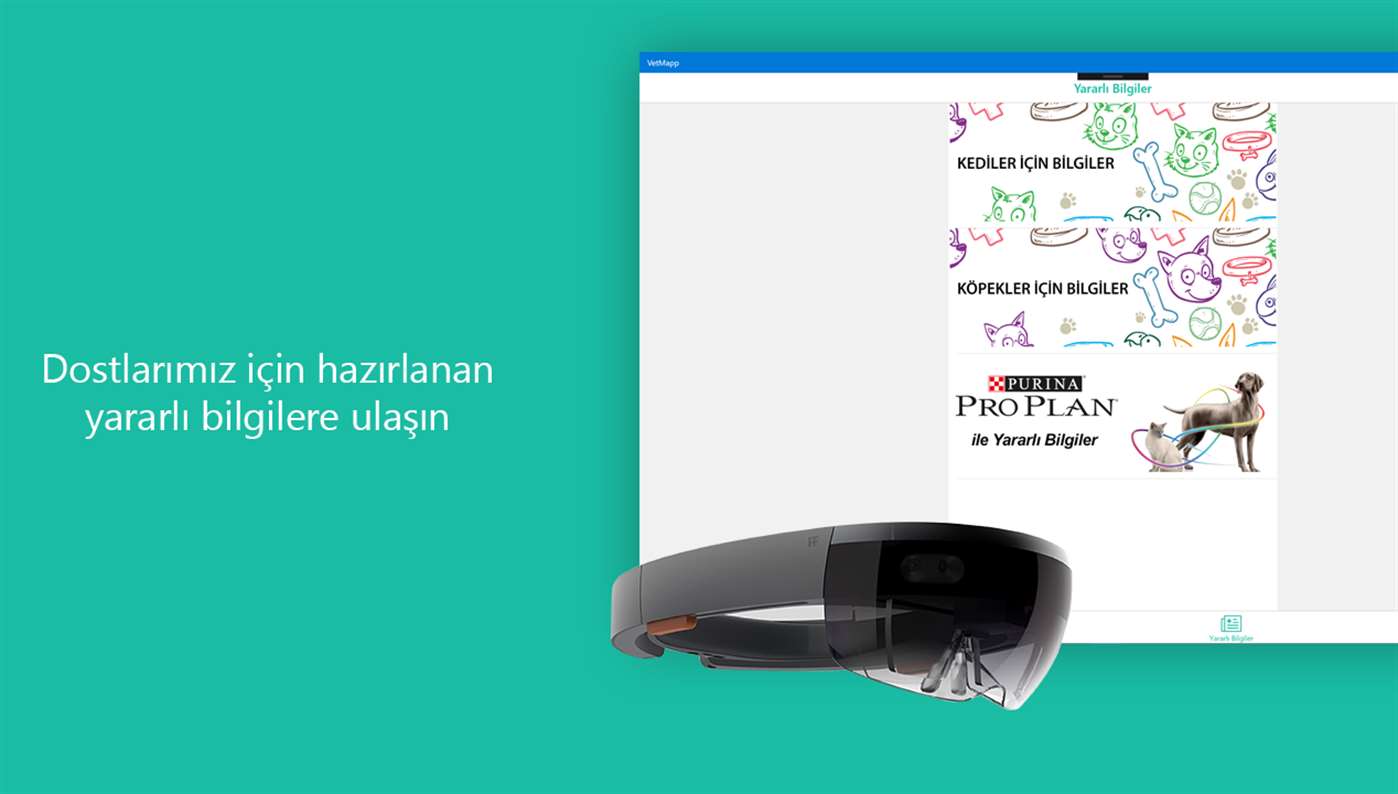 VetMapp
Yararlı Bilgiler
KEDİLER İÇİN BİLGİLER
KÖPEKLER İÇİN BİLGİLER
PURINA
PRO PLAN
ile Yararlı Bilgiler
Dostlarımız için hazırlanan
yararlı bilgilere ulaşın
Yararlı Bilgiler